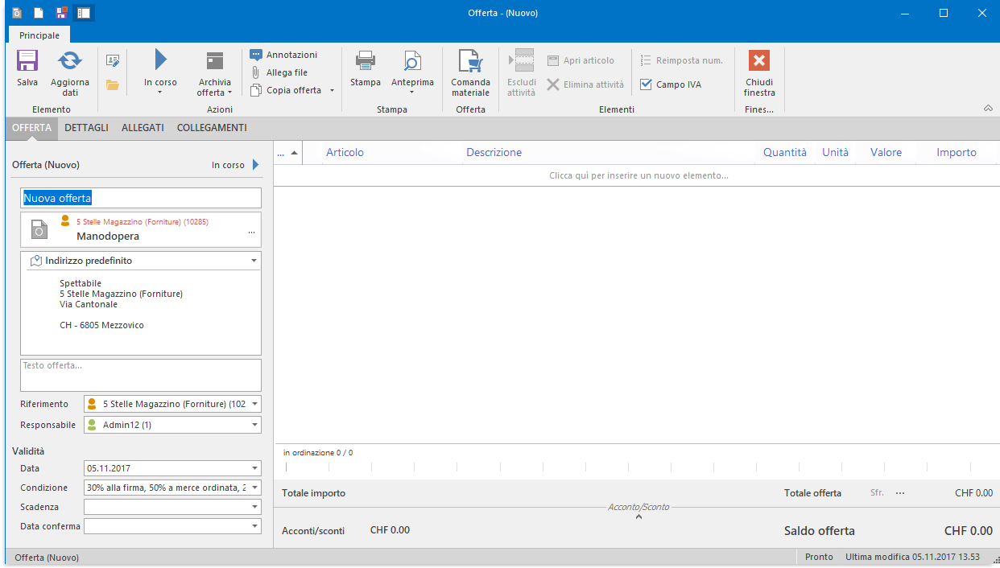 Offerta - (Nuovo)
Principale
Salva
Aggiorna dati
Elemento
In corso
Archivia offerta
Annotazioni
Allega file
Copia offerta
Azioni
Stampa
Anteprima
Stampa
Comanda materiale
Offerta
Escludi attività
Apri articolo
Elimina attività
Reimposta num.
Campo IVA
Elementi
Chiudi finestra
Fines...
OFFERTA DETTAGLI ALLEGATI COLLEGAMENTI
Offerta (Nuovo) In corso
Nuova offerta
5 Stelle Magazzino (Forniture) (10285)
Manodopera ...
Indirizzo predefinito
Spettabile
5 Stelle Magazzino (Forniture)
Via Cantonale
CH - 6805 Mezzovico
Testo offerta...
Riferimento 5 Stelle Magazzino (Forniture) (102
Responsabile Admin12 (1)
Validità
Data 05.11.2017
Condizione 30% alla firma, 50% a merce ordinata, 2
Scadenza
Data conferma
... Articolo Descrizione Quantità Unità Valore Importo
Clicca quì per inserire un nuovo elemento...
in ordinazione 0 / 0
Totale importo Totale offerta Sfr. ... CHF 0.00
Acconto/Sconto
Acconti/sconti CHF 0.00 Saldo offerta CHF 0.00
Offerta (Nuovo) Pronto Ultima modifica 05.11.2017 13.53